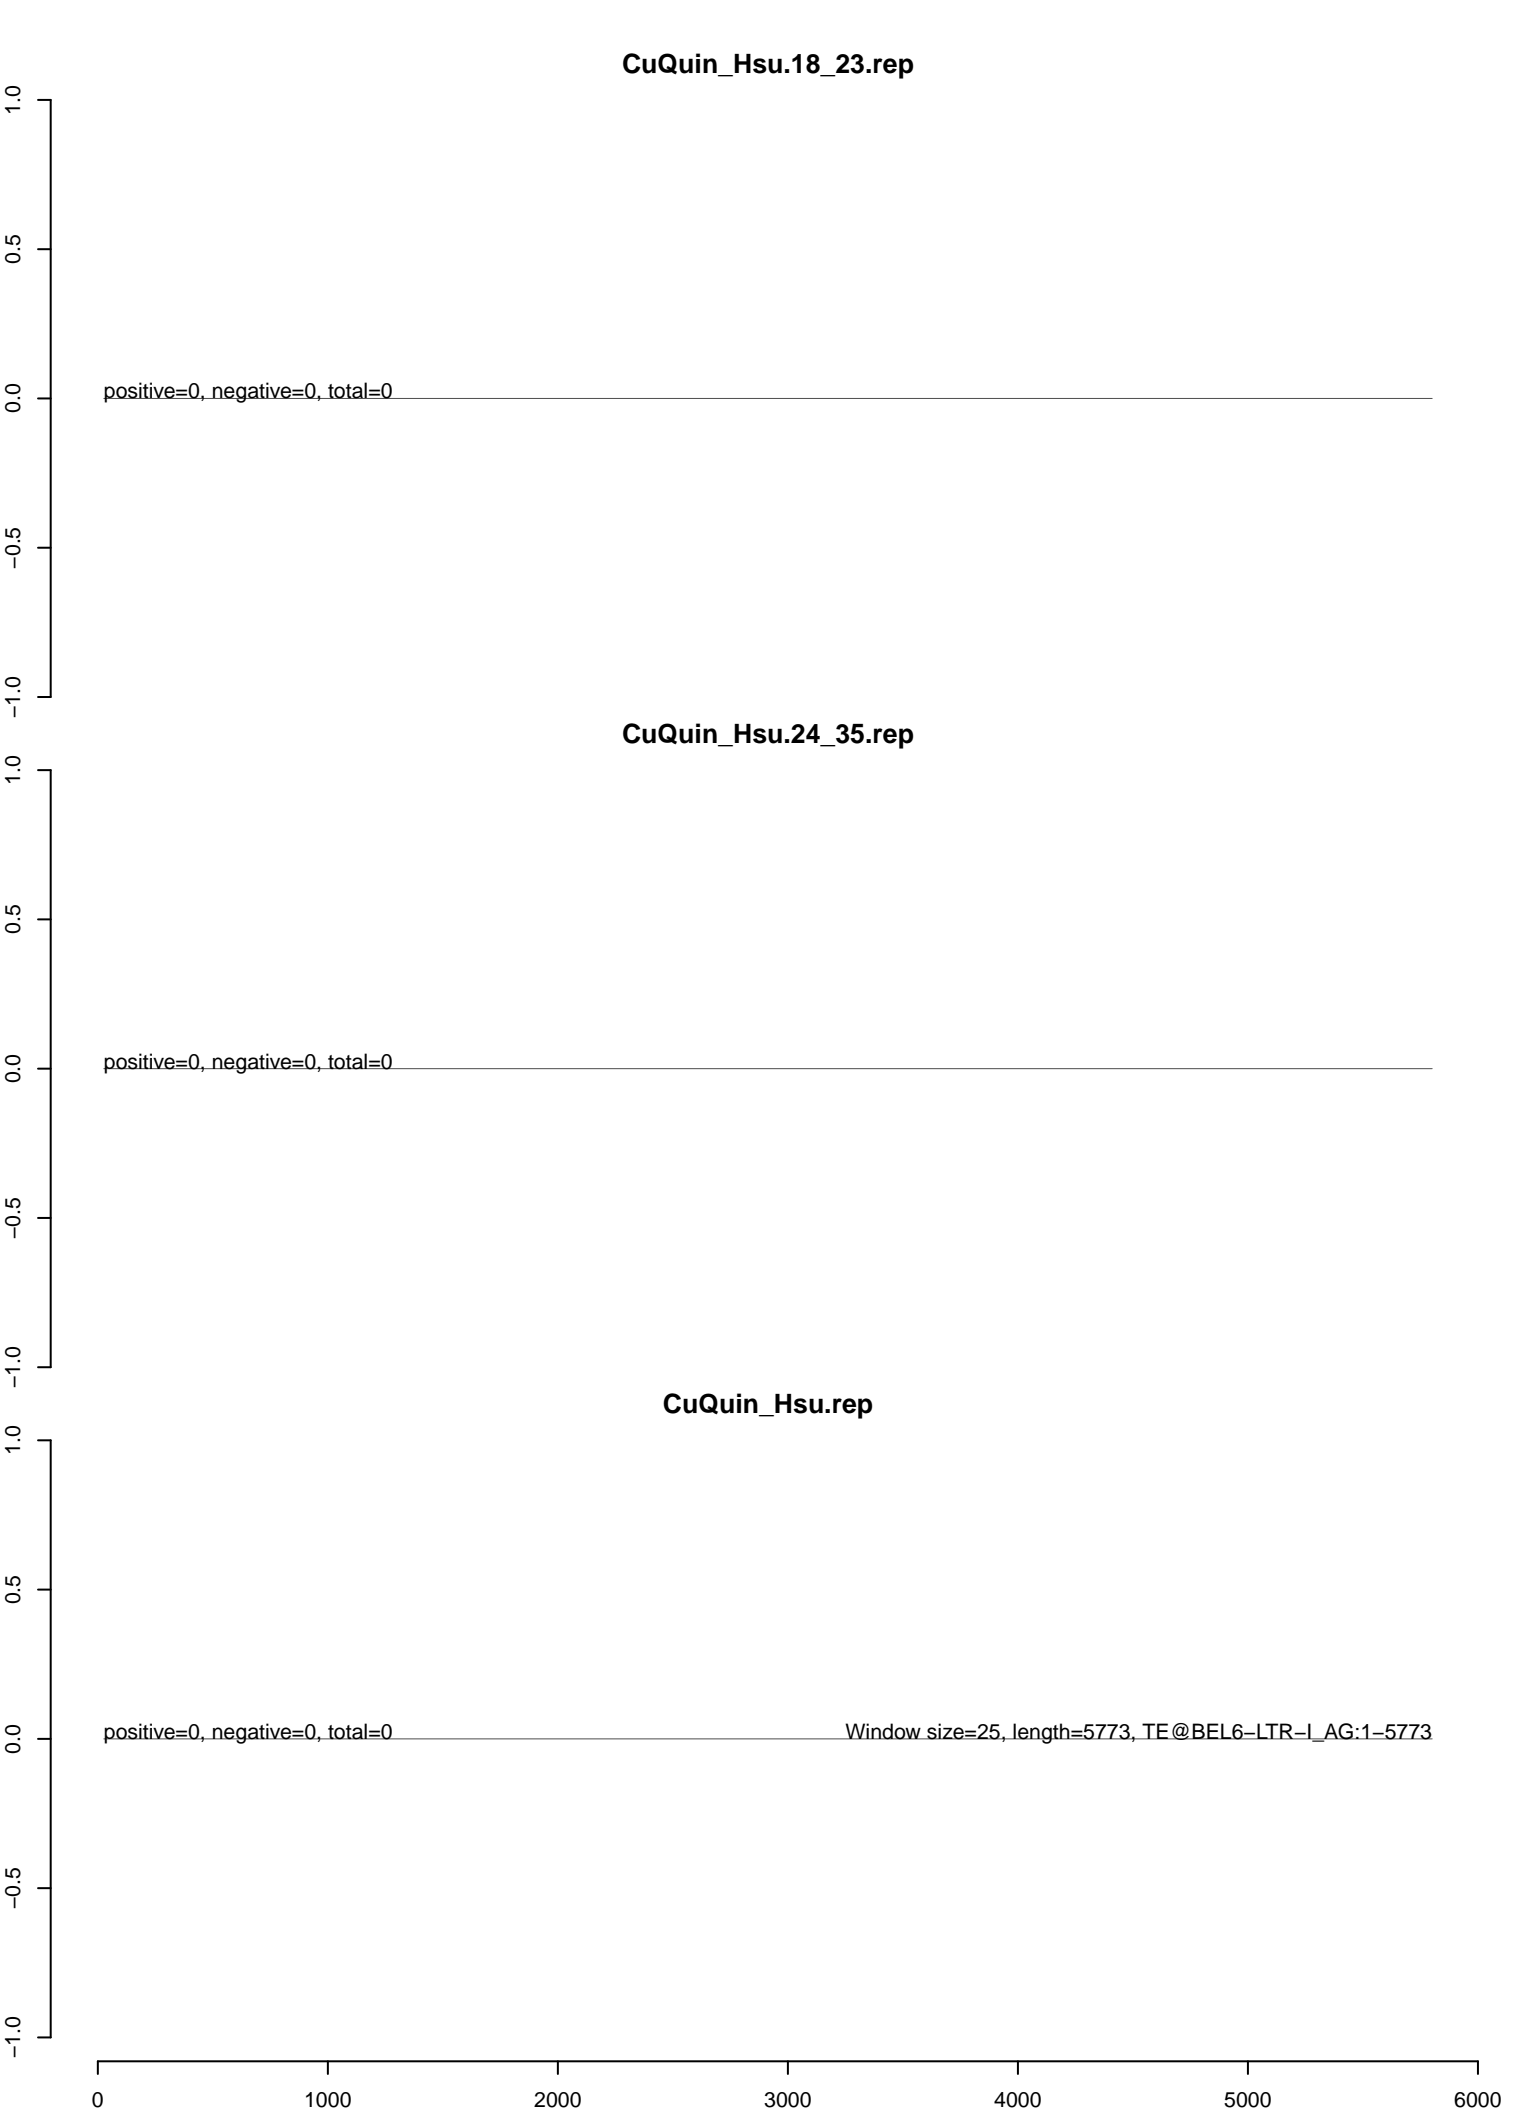 CuQuin_Hsu.18_23.rep
1.0
0.5
0.0
−0.5
−1.0
positive=0, negative=0, total=0
CuQuin_Hsu.24_35.rep
1.0
0.5
0.0
−0.5
−1.0
positive=0, negative=0, total=0
CuQuin_Hsu.rep
1.0
0.5
0.0
−0.5
−1.0
positive=0, negative=0, total=0
Window size=25, length=5773, TE@BEL6−LTR−I_AG:1−5773
0 1000 2000 3000 4000 5000 6000